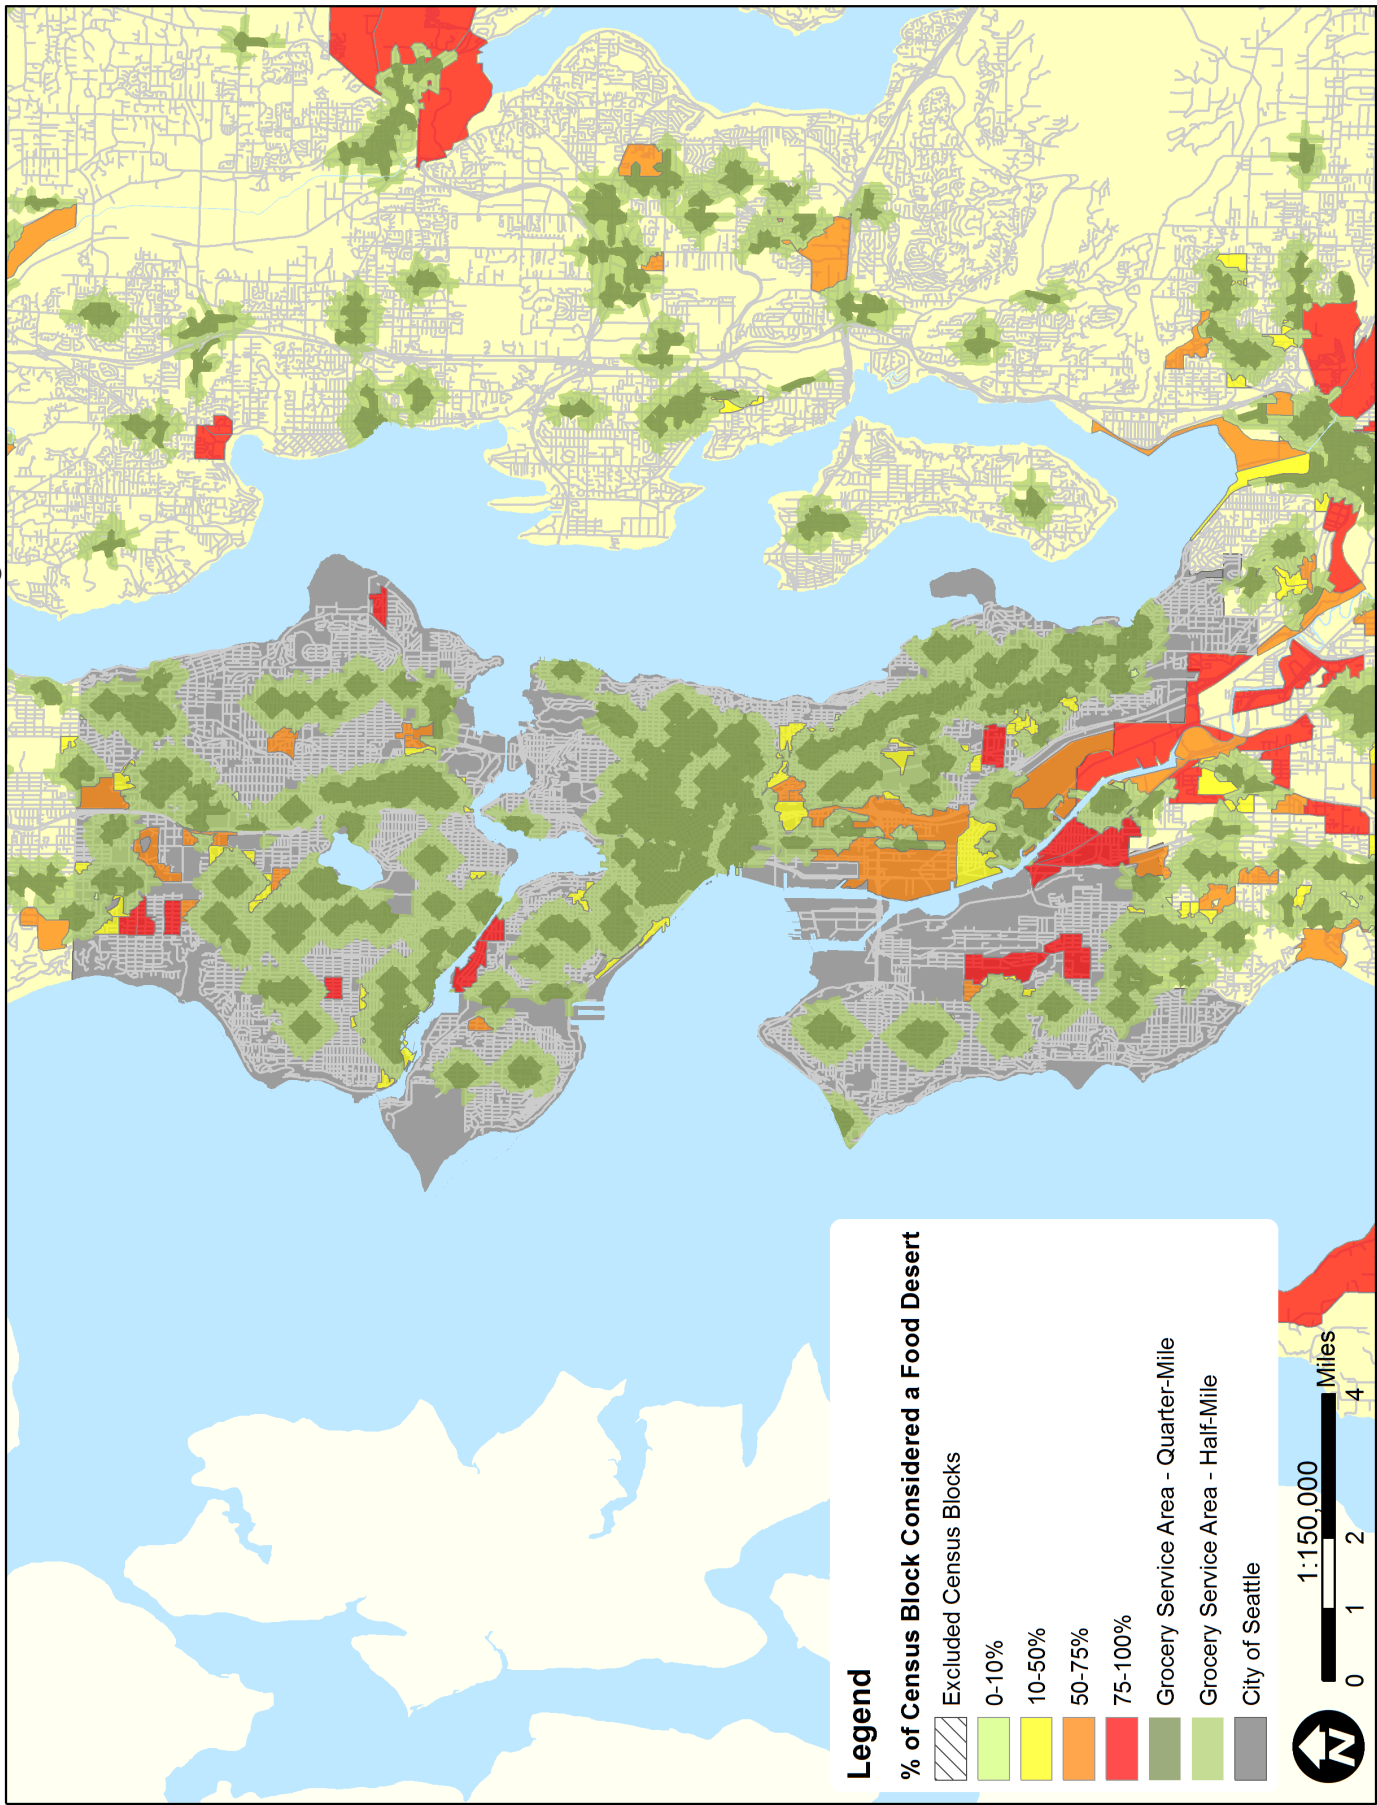 Legend
% of Census Block Considered a Food Desert
Excluded Census Blocks
0-10%
10-50%
50-75%
75-100%
Grocery Service Area - Quarter-Mile
Grocery Service Area - Half-Mile
City of Seattle
N
1:150,000
0 1 2 4
Miles